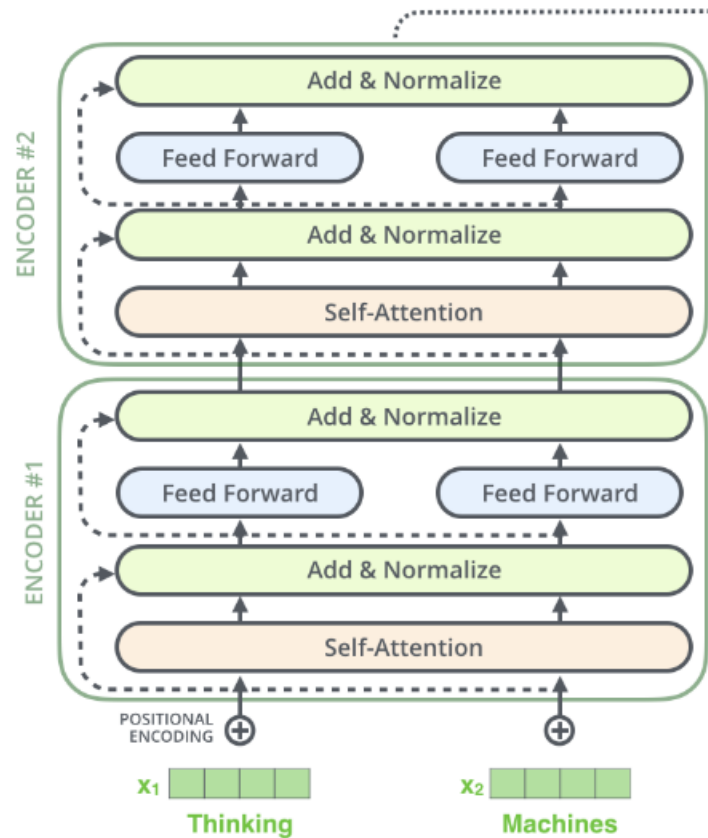 ENCODER #2
Add & Normalize
Feed Forward
Feed Forward
Add & Normalize
Self-Attention
ENCODER #1
Add & Normalize
Feed Forward
Feed Forward
Add & Normalize
Self-Attention
POSITIONAL
ENCODING
x₁
x₂
Thinking
Machines